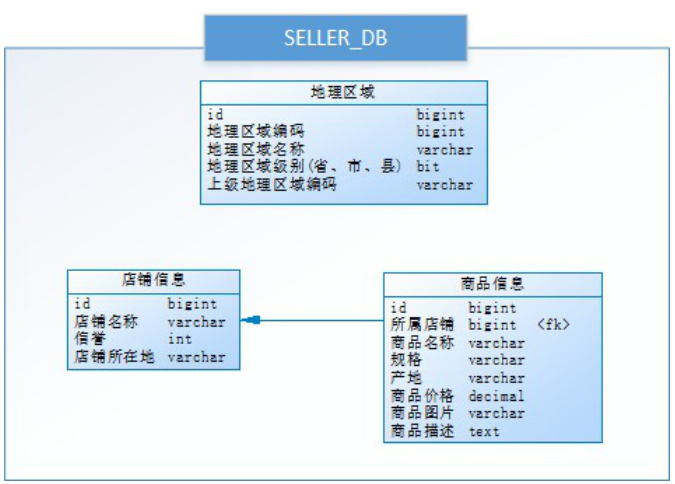 SELLER_DB
地理区域
id bigint
地理区域编码 bigint
地理区域名称 varchar
地理区域级别(省、市、县) bit
上级地理区域编码 varchar
店铺信息
id bigint
店铺名称 varchar
信誉 int
店铺所在地 varchar
商品信息
id bigint
所属店铺 bigint <fk>
商品名称 varchar
规格 varchar
产地 varchar
商品价格 decimal
商品图片 varchar
商品描述 text